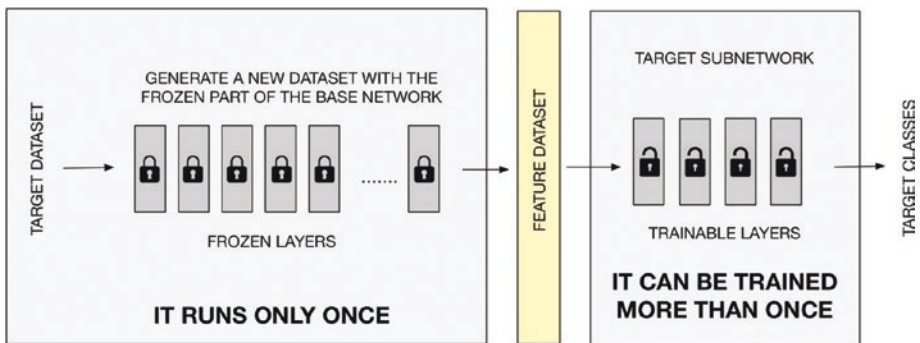 TARGET DATASET
GENERATE A NEW DATASET WITH THE
FROZEN PART OF THE BASE NETWORK
.......
FROZEN LAYERS
IT RUNS ONLY ONCE
FEATURE DATASET
TARGET SUBNETWORK
TRAINABLE LAYERS
IT CAN BE TRAINED
MORE THAN ONCE
TARGET CLASSES